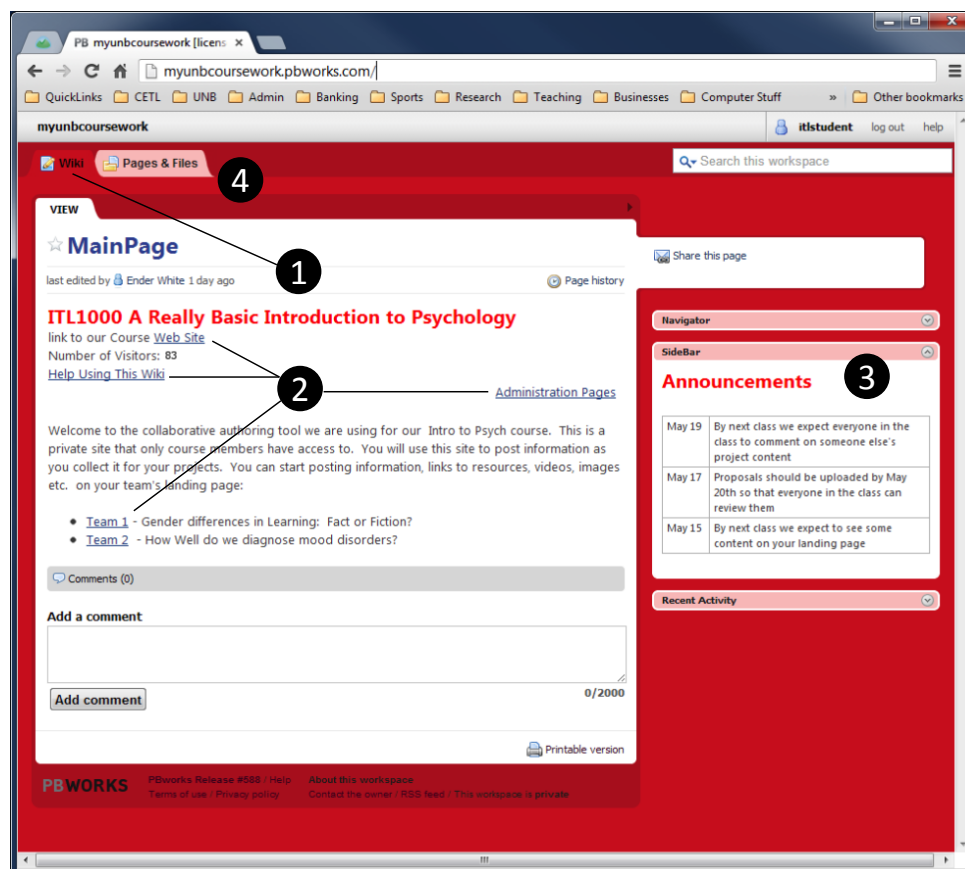 PB myunbcoursework [licens ×
myunbcoursework.pbworks.com/
QuickLinks CETL UNB Admin Banking Sports Research Teaching Businesses Computer Stuff » Other bookmarks
myunbcoursework itlstudent log out help
Wiki Pages & Files Search this workspace
4
VIEW
MainPage
1
Share this page
last edited by Ender White 1 day ago Page history
ITL1000 A Really Basic Introduction to Psychology
link to our Course Web Site
Number of Visitors: 83
Help Using This Wiki
2
Administration Pages
Welcome to the collaborative authoring tool we are using for our Intro to Psych course. This is a
private site that only course members have access to. You will use this site to post information as
you collect it for your projects. You can start posting information, links to resources, videos, images
etc. on your team's landing page:
• Team 1 - Gender differences in Learning: Fact or Fiction?
• Team 2 - How Well do we diagnose mood disorders?
Comments (0)
Add a comment
Add comment
0/2000
Printable version
Navigator
SideBar
3
Announcements
May 19 By next class we expect everyone in the
class to comment on someone else's
project content
May 17 Proposals should be uploaded by May
20th so that everyone in the class can
review them
May 15 By next class we expect to see some
content on your landing page
Recent Activity
PBWORKS
PBworks Release #588 / Help About this workspace
Terms of use / Privacy policy Contact the owner / RSS feed / This workspace is private